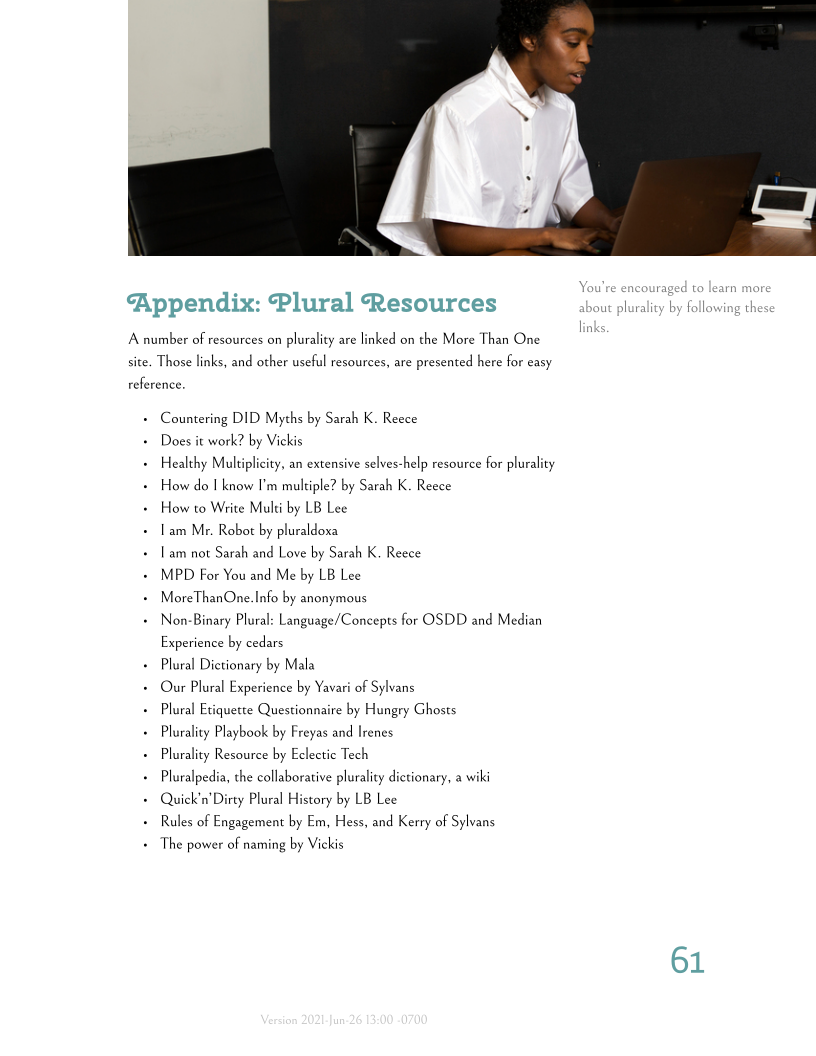 Appendix: Plural Resources
A number of resources on plurality are linked on the More Than One
site. Those links, and other useful resources, are presented here for easy
reference.
• Countering DID Myths by Sarah K. Reece
• Does it work? by Vickis
• Healthy Multiplicity, an extensive selves-help resource for plurality
• How do I know I'm multiple? by Sarah K. Reece
• How to Write Multi by LB Lee
• I am Mr. Robot by pluraldoxa
• I am not Sarah and Love by Sarah K. Reece
• MPD For You and Me by LB Lee
• MoreThanOne.Info by anonymous
• Non-Binary Plural: Language/Concepts for OSDD and Median
Experience by cedars
• Plural Dictionary by Mala
• Our Plural Experience by Yavari of Sylvans
• Plural Etiquette Questionnaire by Hungry Ghosts
• Plurality Playbook by Freyas and Irenes
• Plurality Resource by Eclectic Tech
• Pluralpedia, the collaborative plurality dictionary, a wiki
• Quick'n'Dirty Plural History by LB Lee
• Rules of Engagement by Em, Hess, and Kerry of Sylvans
• The power of naming by Vickis
You're encouraged to learn more
about plurality by following these
links.
61
Version 2021-Jun-26 13:00 -0700